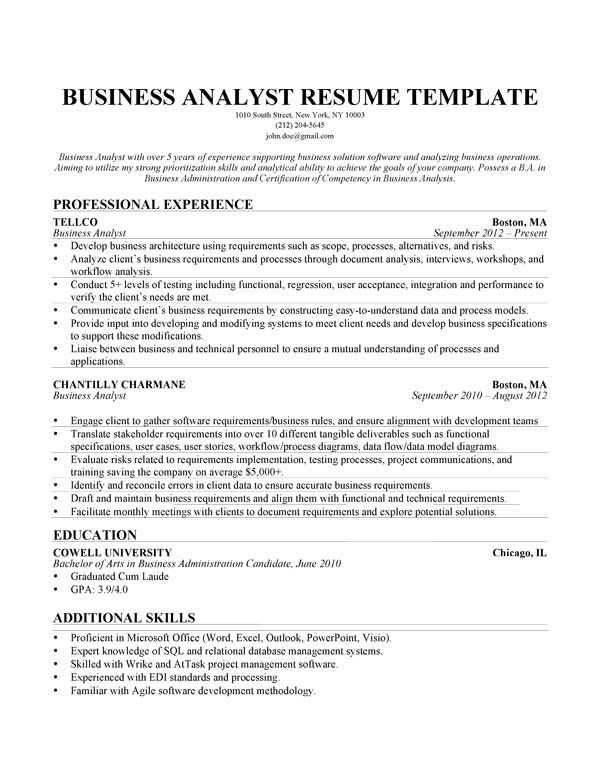 BUSINESS ANALYST RESUME TEMPLATE
1010 South Street, New York, NY 10003
(212) 204-5645
john.doe@gmail.com
Business Analyst with over 5 years of experience supporting business solution software and analyzing business operations.
Aiming to utilize my strong prioritization skills and analytical ability to achieve the goals of your company. Possess a B.A. in
Business Administration and Certification of Competency in Business Analysis.
PROFESSIONAL EXPERIENCE
TELLCO Boston, MA
Business Analyst September 2012 – Present
• Develop business architecture using requirements such as scope, processes, alternatives, and risks.
• Analyze client`s business requirements and processes through document analysis, interviews, workshops, and
workflow analysis.
• Conduct 5+ levels of testing including functional, regression, user acceptance, integration and performance to
verify the client`s needs are met.
• Communicate client`s business requirements by constructing easy-to-understand data and process models.
• Provide input into developing and modifying systems to meet client needs and develop business specifications
to support these modifications.
• Liaise between business and technical personnel to ensure a mutual understanding of processes and
applications.
CHANTILLY CHARMANE Boston, MA
Business Analyst September 2010 – August 2012
• Engage client to gather software requirements/business rules, and ensure alignment with development teams
• Translate stakeholder requirements into over 10 different tangible deliverables such as functional
specifications, user cases, user stories, workflow/process diagrams, data flow/data model diagrams.
• Evaluate risks related to requirements implementation, testing processes, project communications, and
training saving the company on average $5,000+.
• Identify and reconcile errors in client data to ensure accurate business requirements.
• Draft and maintain business requirements and align them with functional and technical requirements.
• Facilitate monthly meetings with clients to document requirements and explore potential solutions.
EDUCATION
COWELL UNIVERSITY Chicago, IL
Bachelor of Arts in Business Administration Candidate, June 2010
• Graduated Cum Laude
• GPA: 3.9/4.0
ADDITIONAL SKILLS
• Proficient in Microsoft Office (Word, Excel, Outlook, PowerPoint, Visio).
• Expert knowledge of SQL and relational database management systems.
• Skilled with Wrike and AtTask project management software.
• Experienced with EDI standards and processing.
• Familiar with Agile software development methodology.